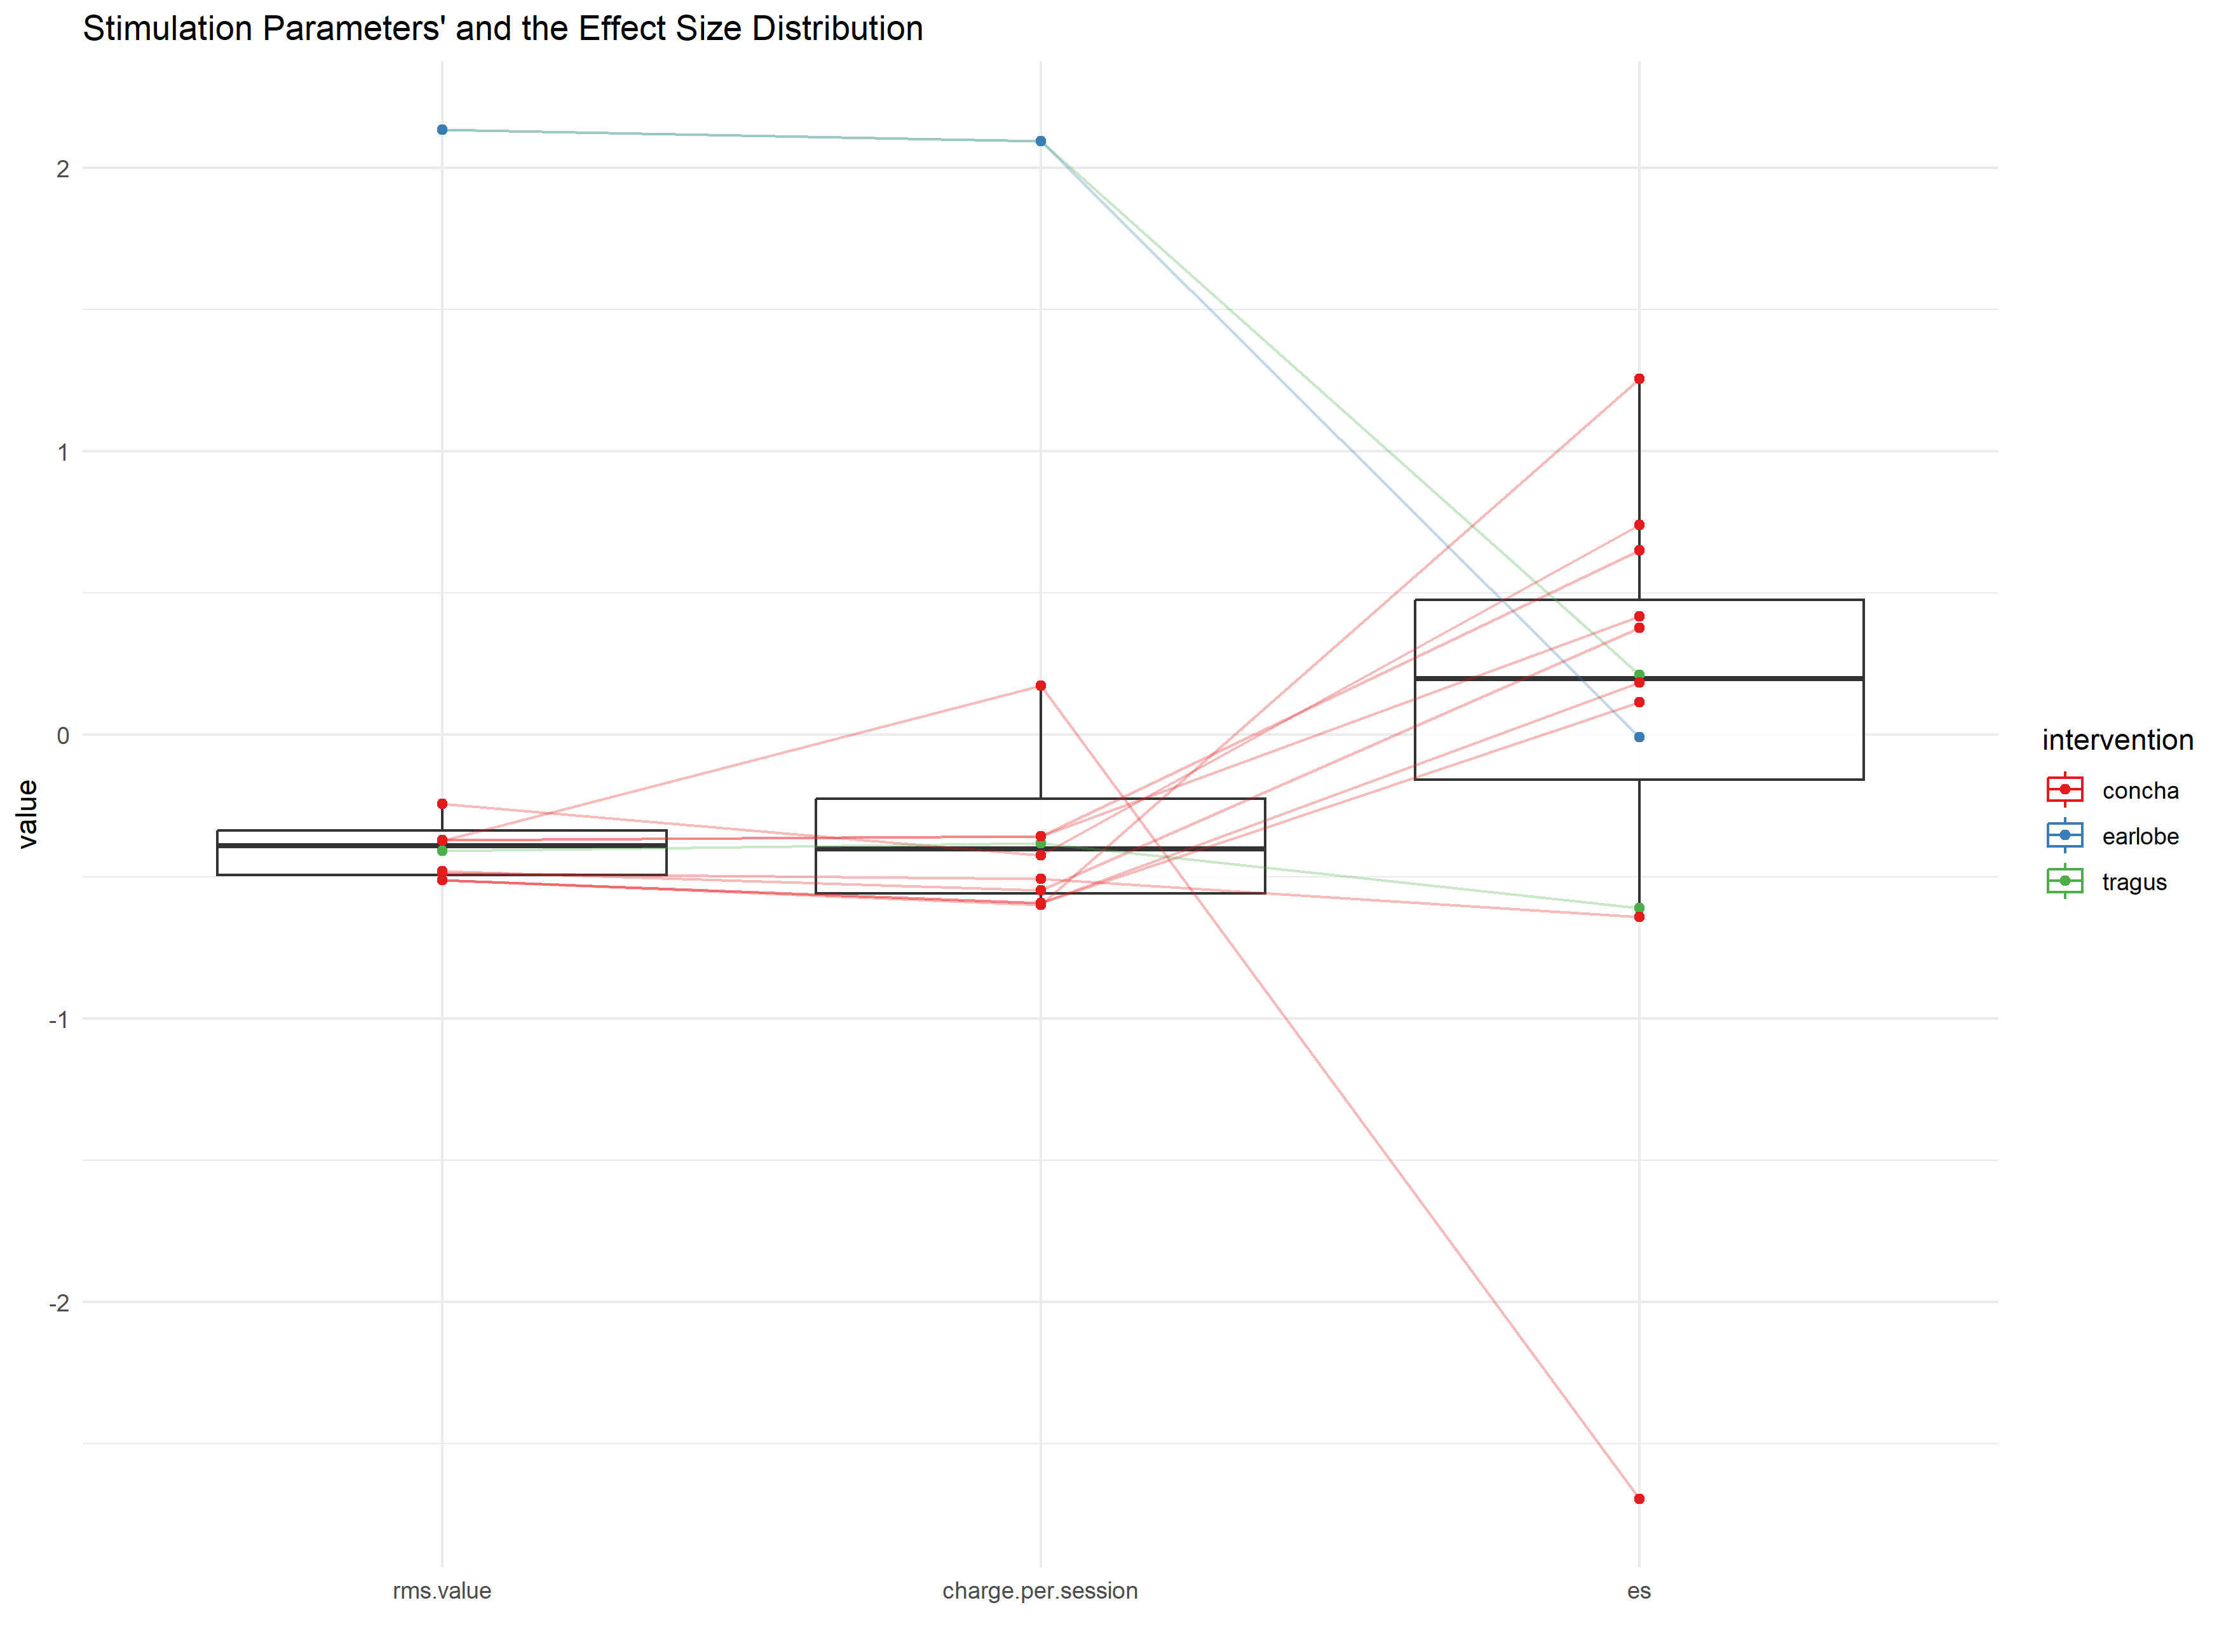 Stimulation Parameters' and the Effect Size Distribution
2
1
0
-1
-2
value
rms.value
charge.per.session
es
intervention
concha
earlobe
tragus